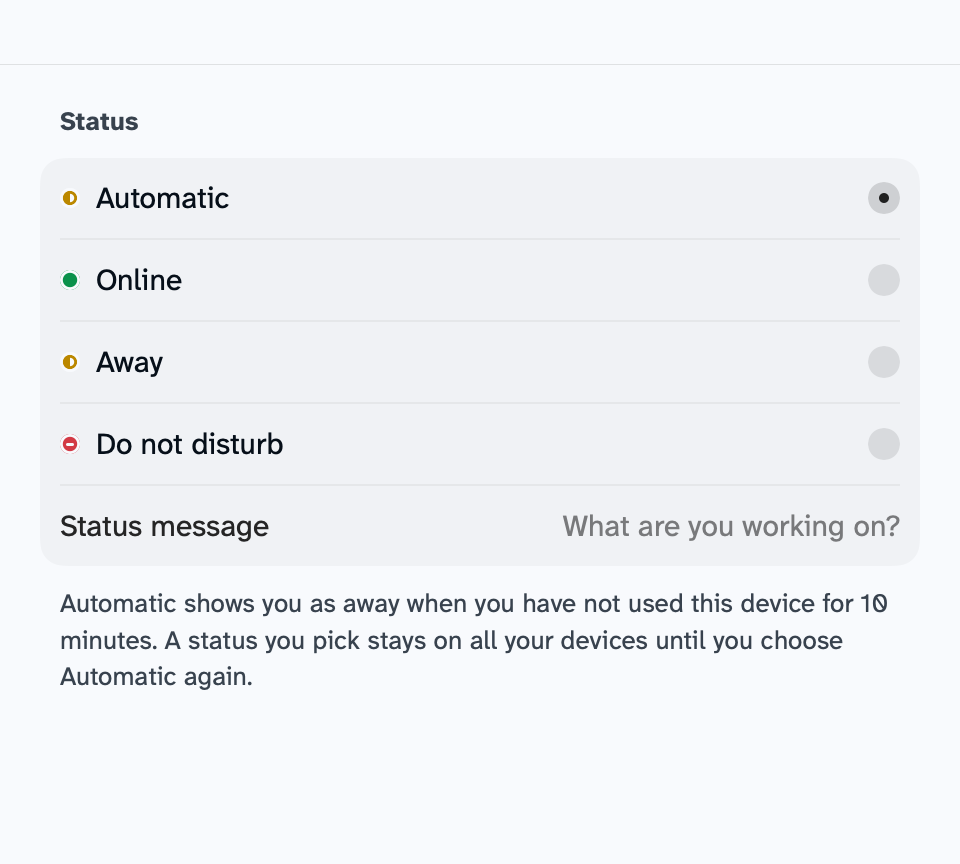 Status
Automatic
Online
Away
Do not disturb
Status message What are you working on?
Automatic shows you as away when you have not used this device for 10
minutes. A status you pick stays on all your devices until you choose
Automatic again.